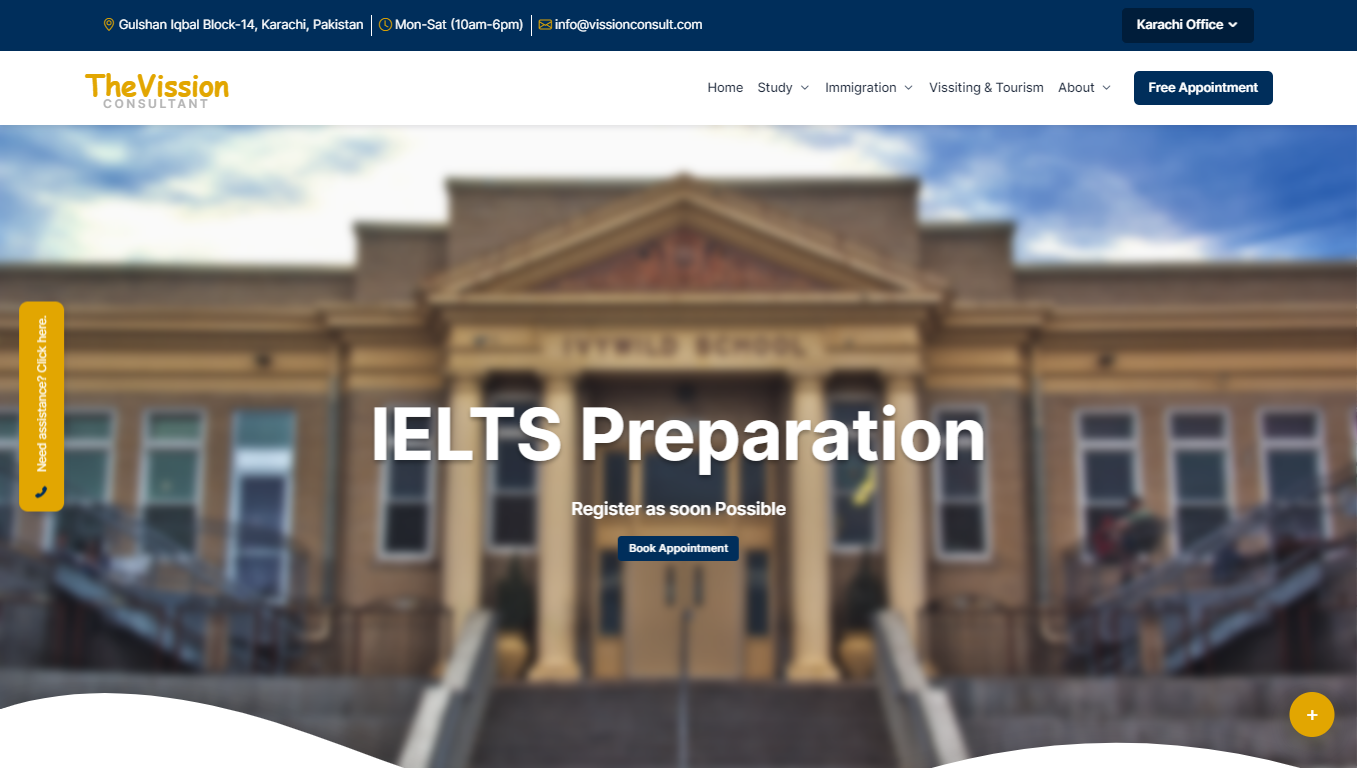 Gulshan Iqbal Block-14, Karachi, Pakistan Mon-Sat (10am-6pm) info@vissionconsult.com Karachi Office
TheVission
CONSULTANT
Home Study Immigration Vissiting & Tourism About Free Appointment
IVYWILD SCHOOL
Need assistance? Click here.
IELTS Preparation
Register as soon Possible
Book Appointment
+